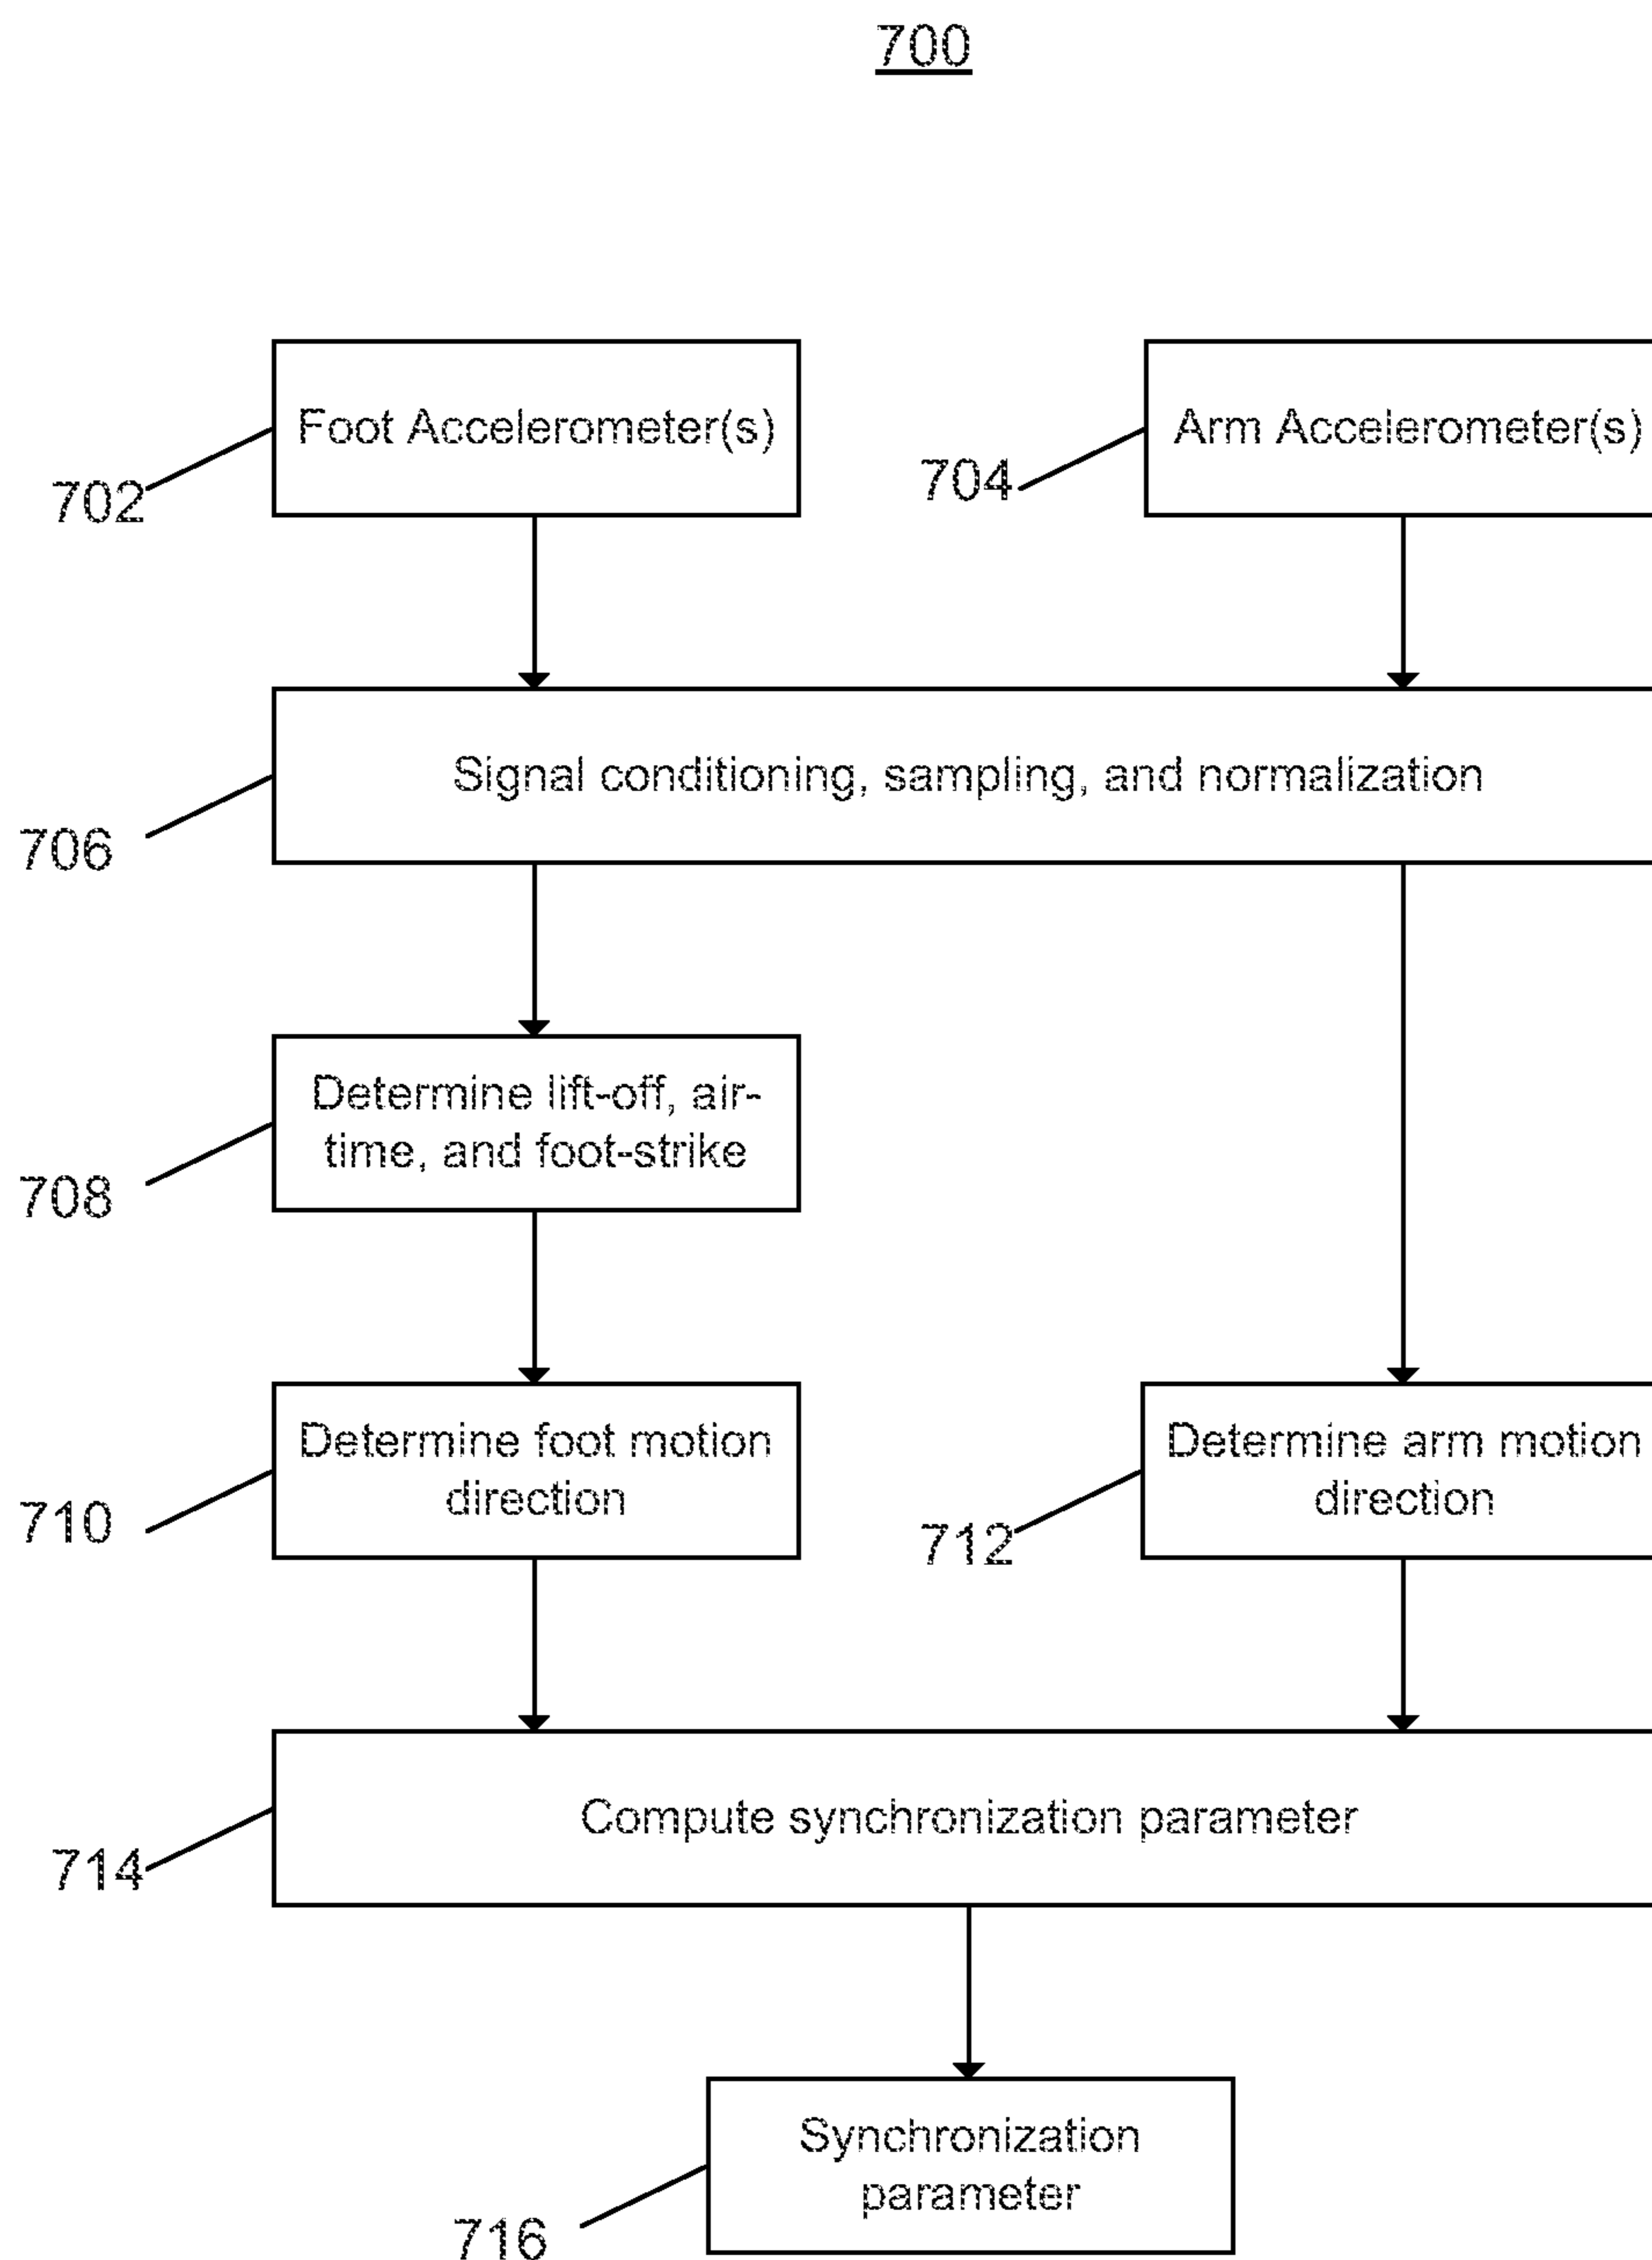 700
Foot Accelerometer(s)
Arm Accelerometer(s)
702
704
Signal conditioning, sampling, and normalization
706
Determine lift-off, air-
time, and foot-strike
708
Determine foot motion
direction
Determine arm motion
direction
710
712
Compute synchronization parameter
714
Synchronization
parameter
716